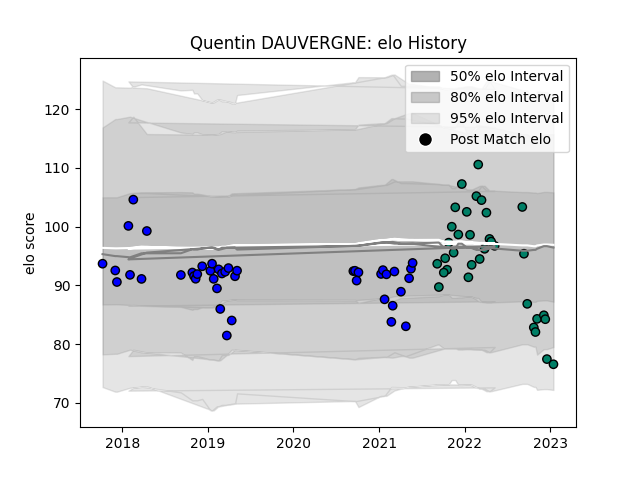 Quentin DAUVERGNE: elo History
50% elo Interval
80% elo Interval
95% elo Interval
Post Match elo
elo score
120
110
100
90
80
70
2018
2019
2020
2021
2022
2023